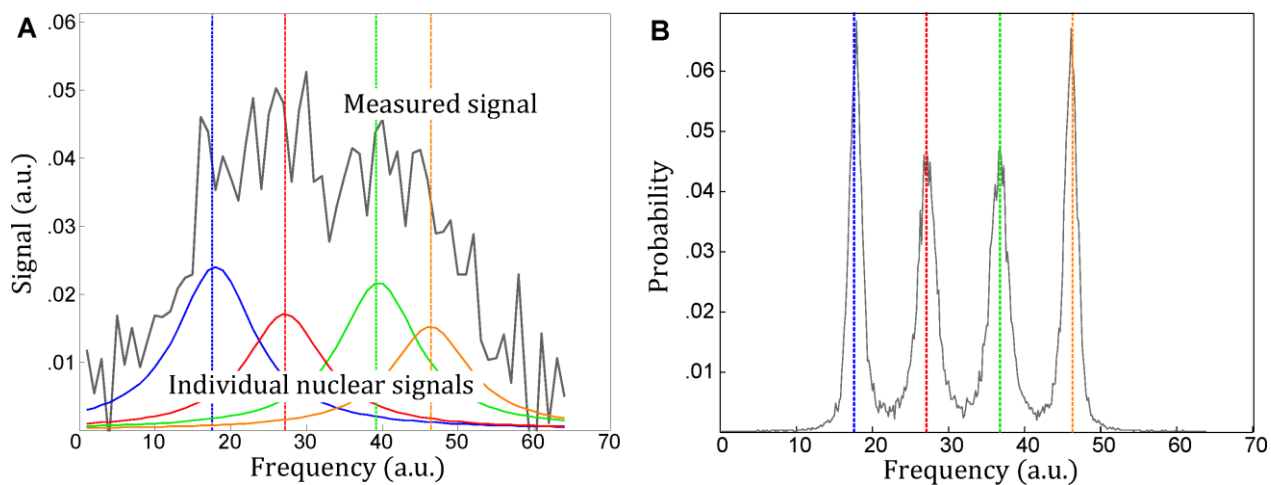 A
.06
.05
.04
.03
.02
.01
Signal (a.u.)
Measured signal
Individual nuclear signals
0 10 20 30 40 50 60 70
Frequency (a.u.)
B
.06
.05
.04
.03
.02
.01
Probability
0 10 20 30 40 50 60 70
Frequency (a.u.)